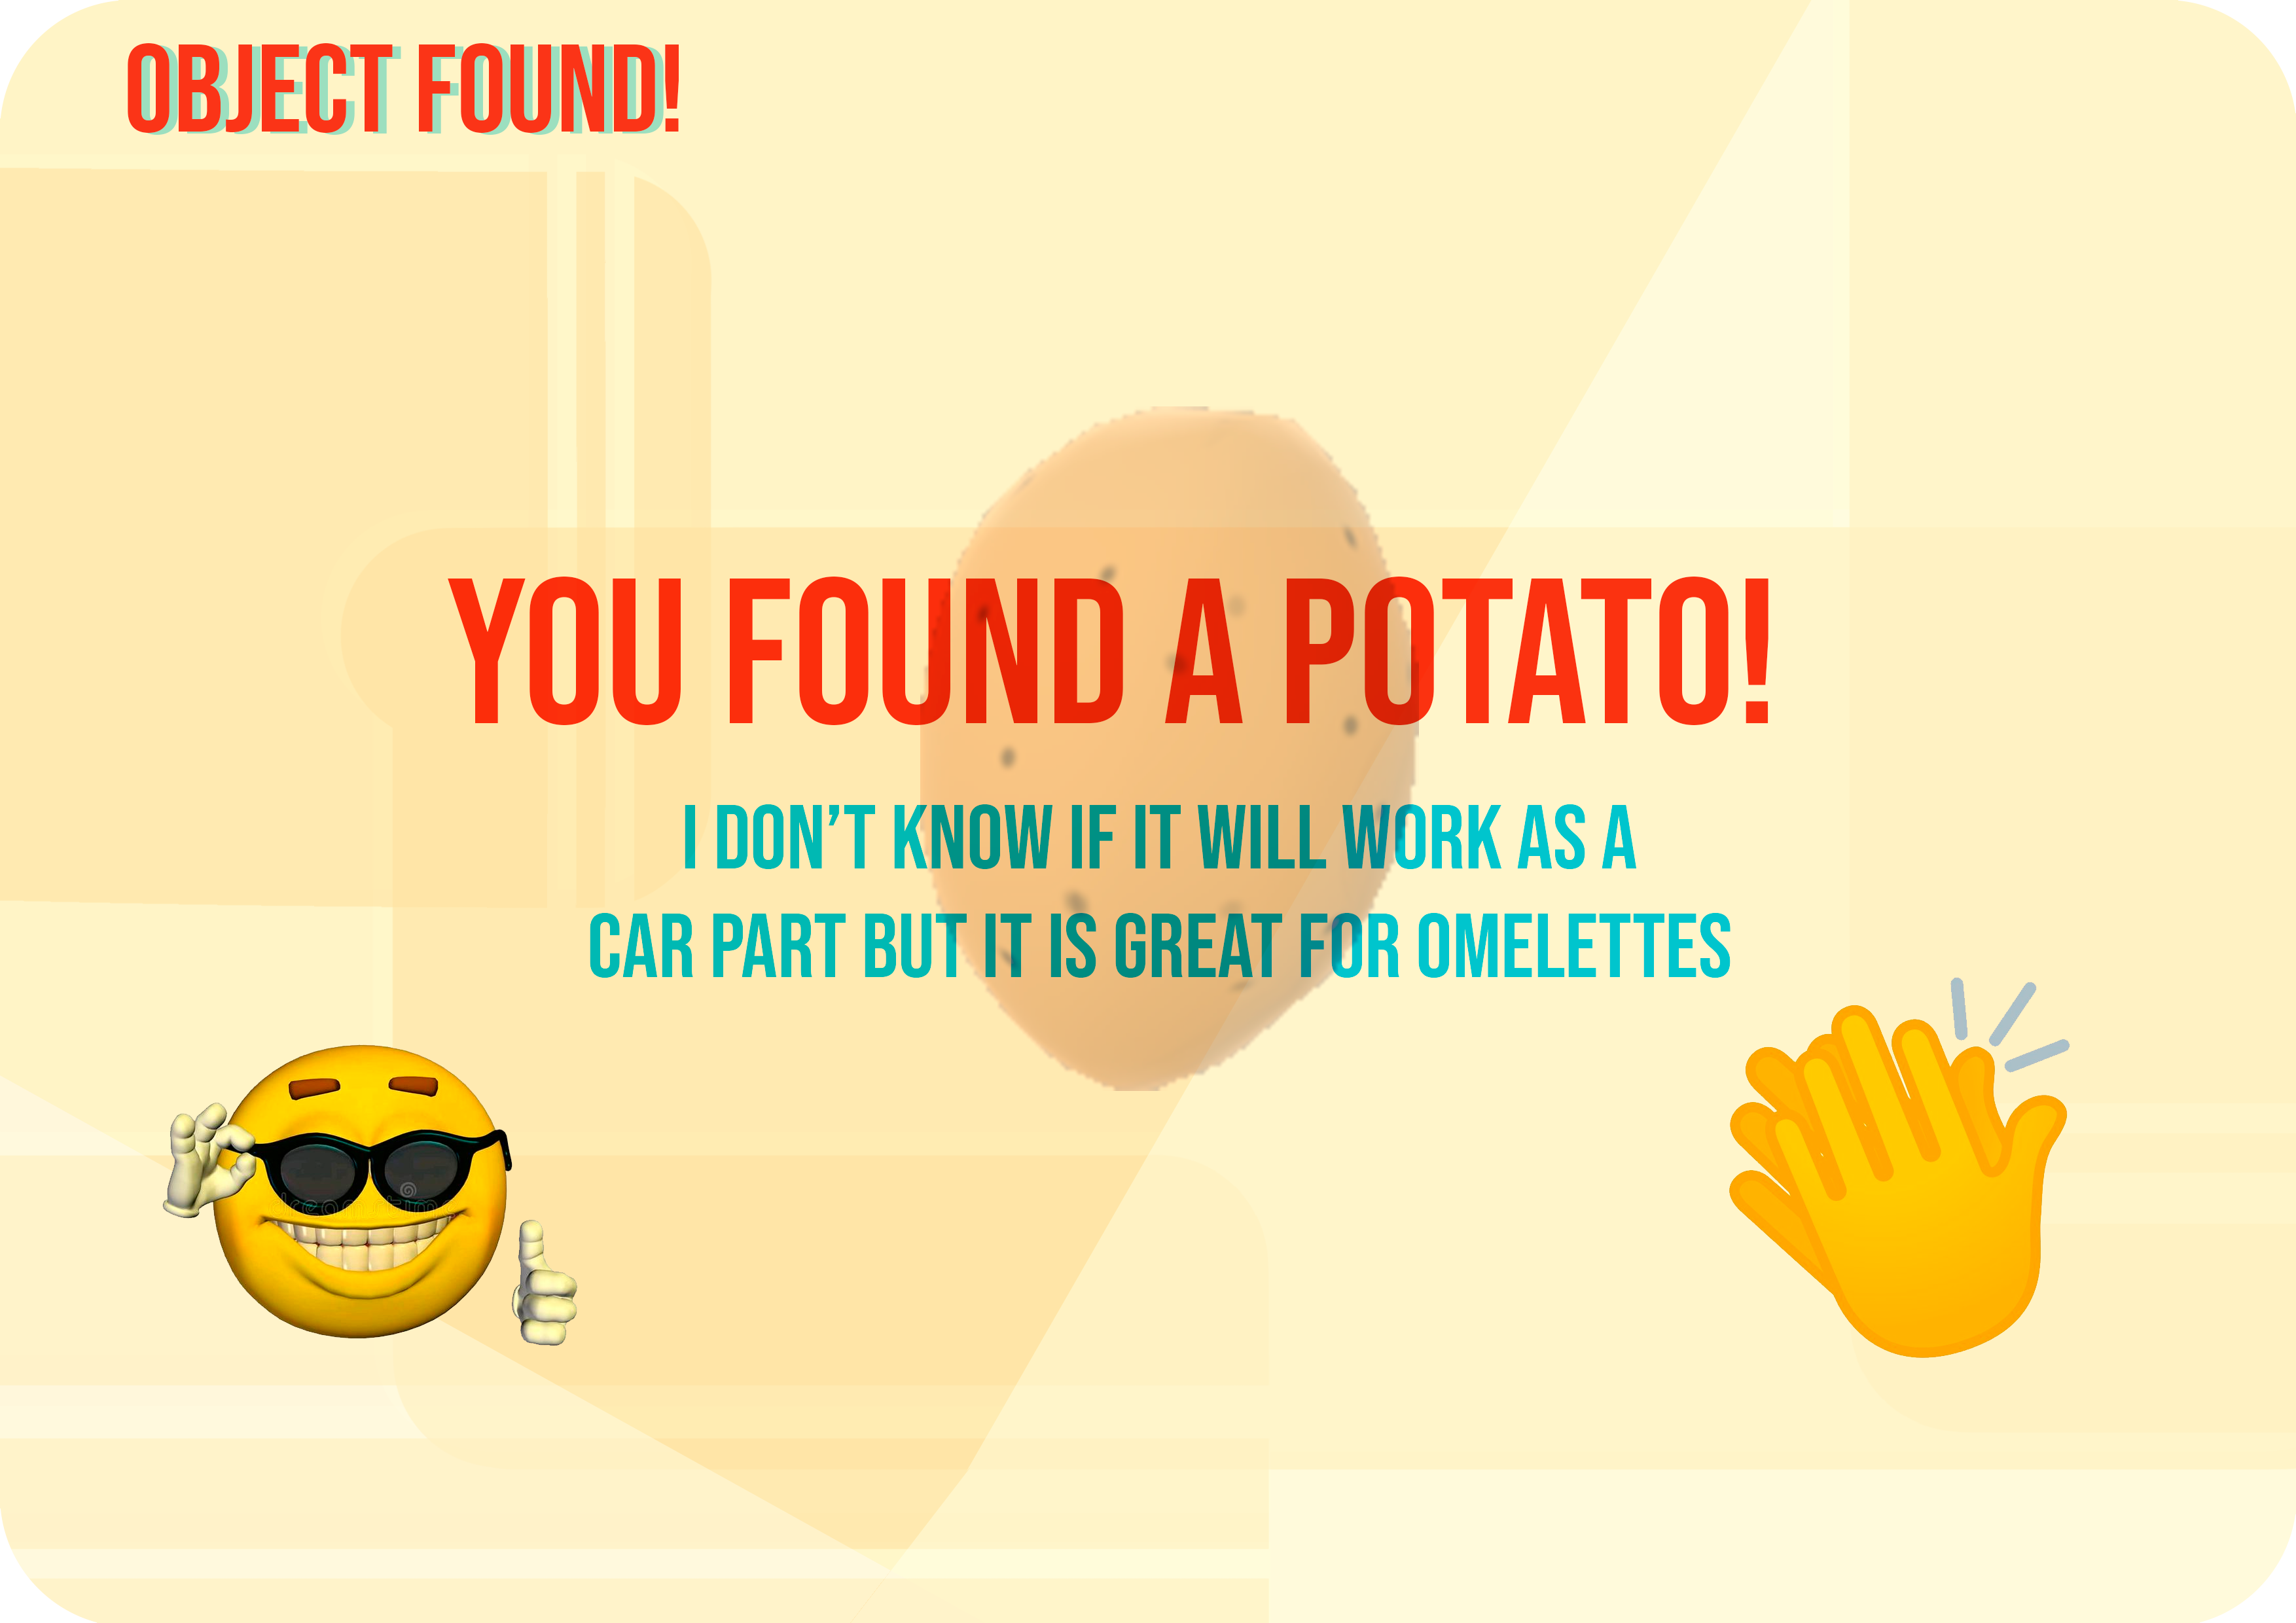 OBJECT FOUND!
YOU FOUND A POTATO!
I DON'T KNOW IF IT WILL WORK AS A
CAR PART BUT IT IS GREAT FOR OMELETTES